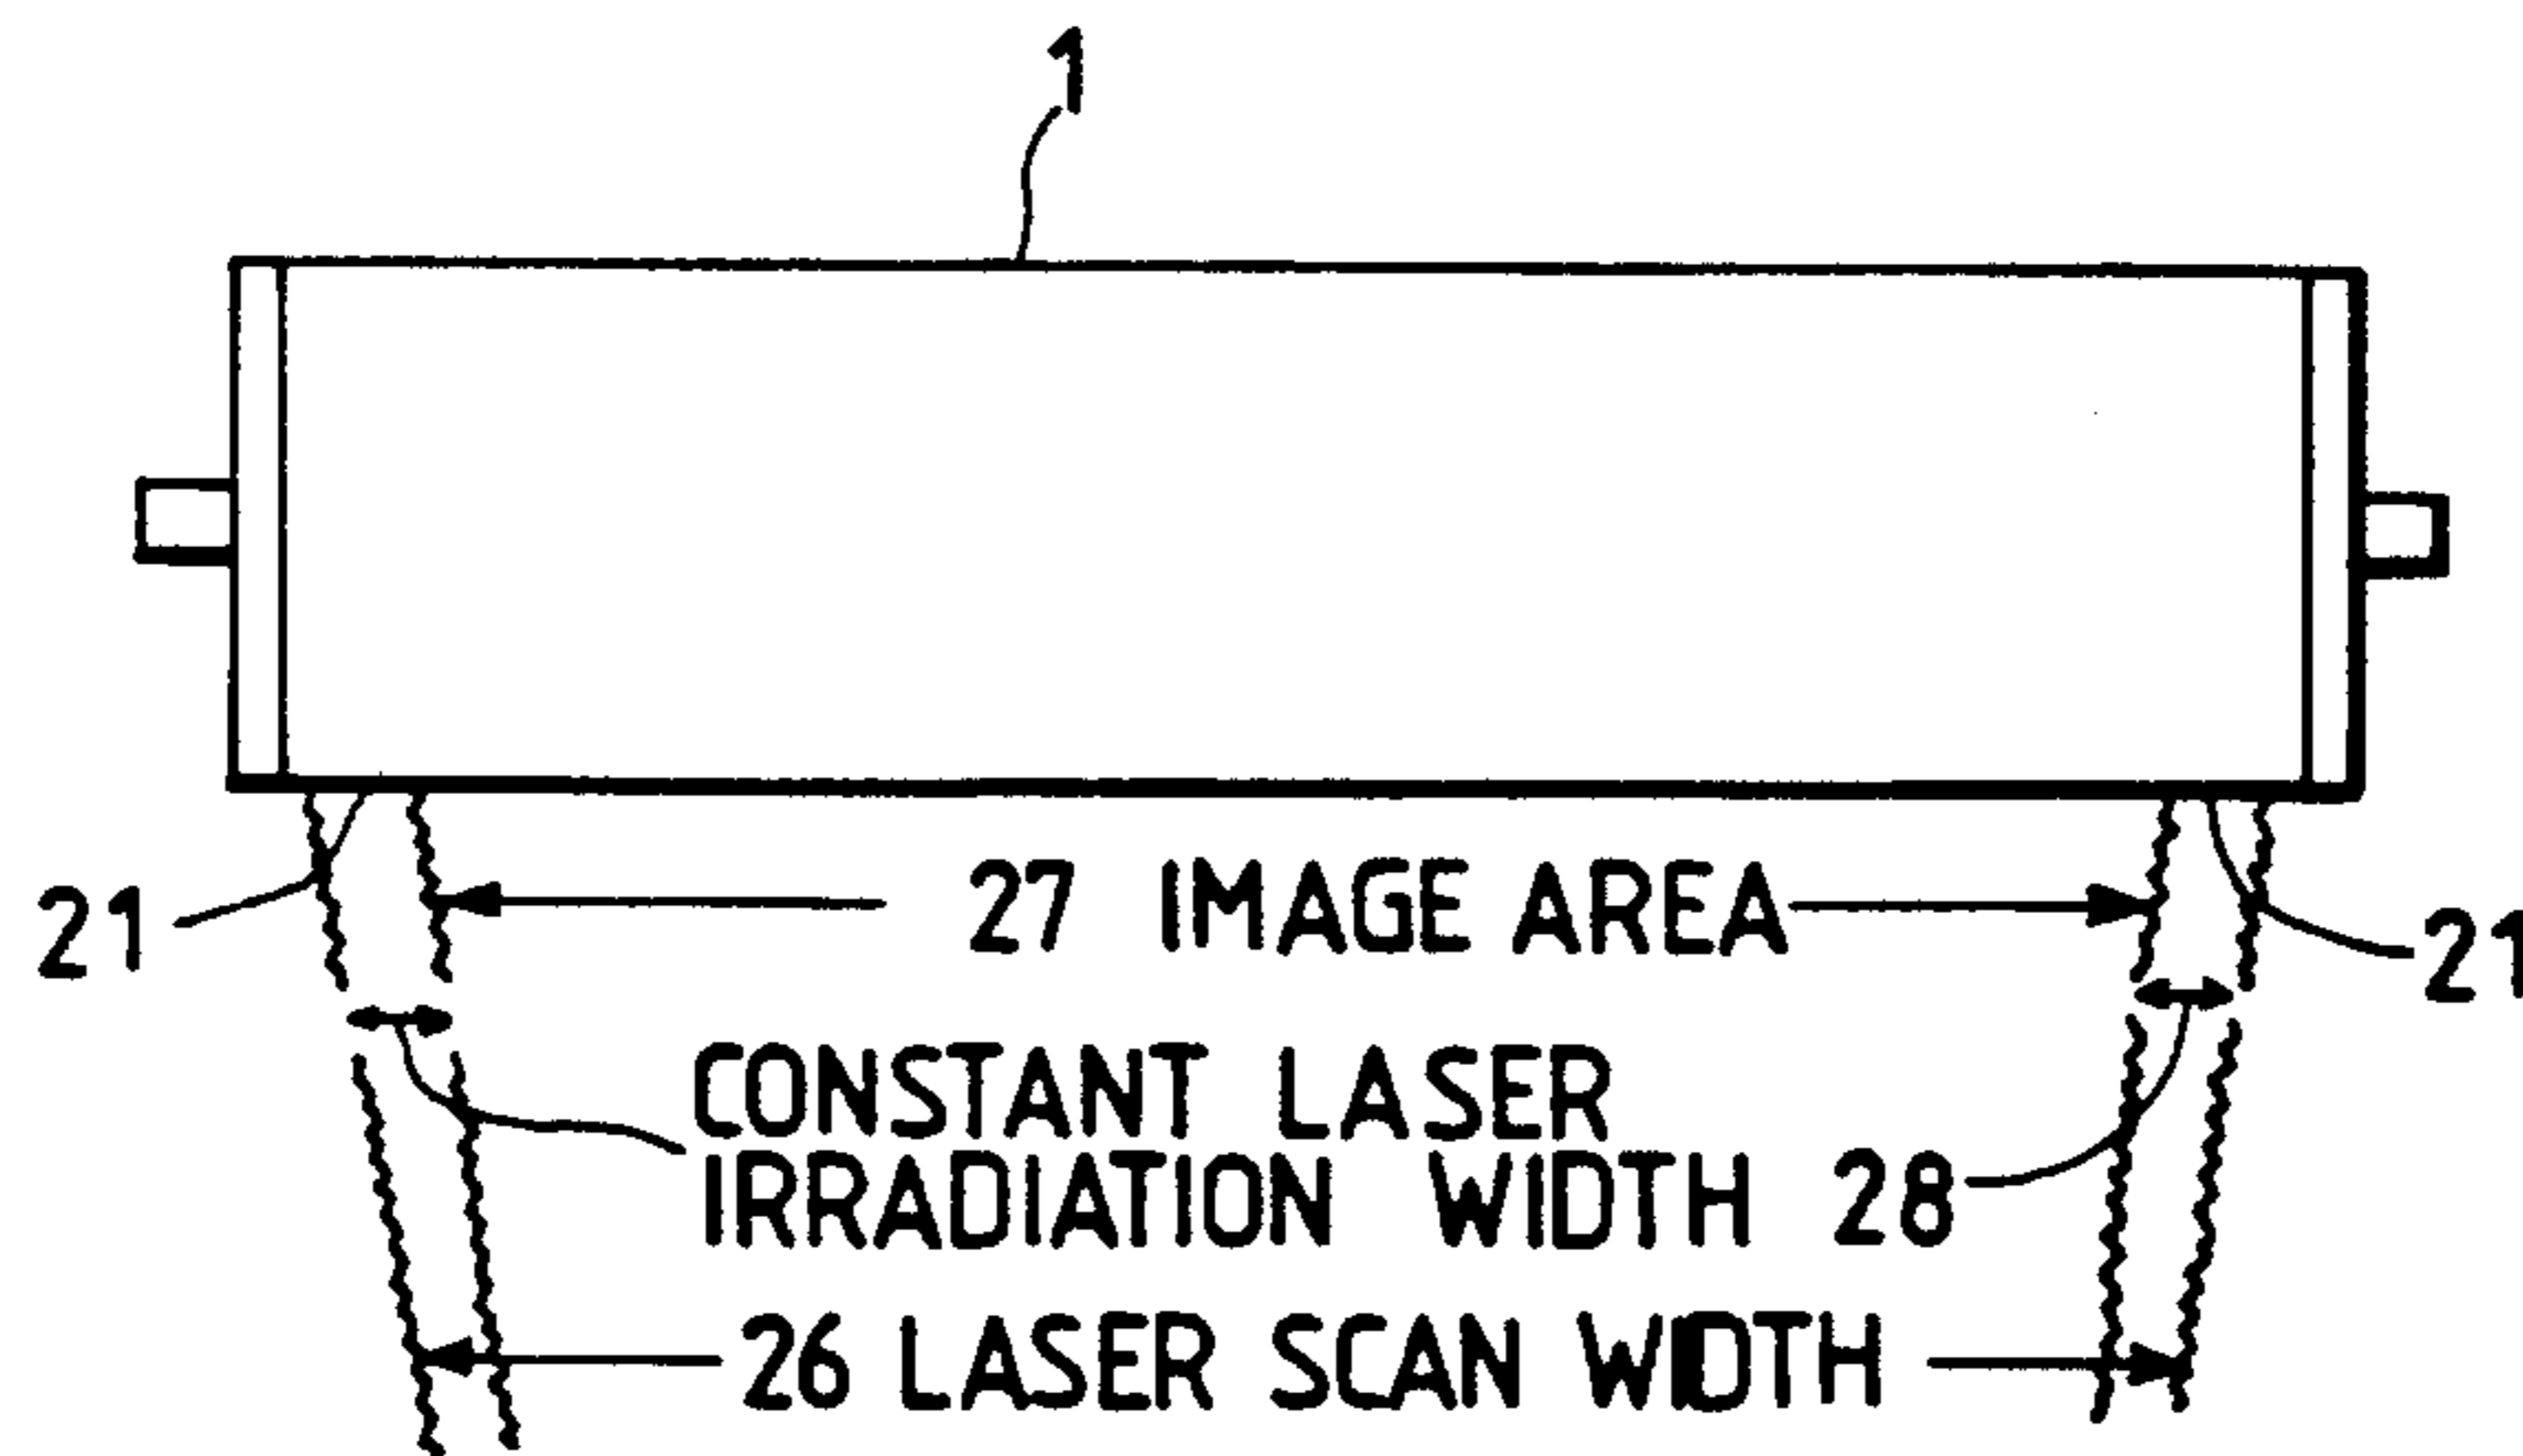 1
27 IMAGE AREA
21
21
CONSTANT LASER
IRRADIATION WIDTH 28
26 LASER SCAN WIDTH